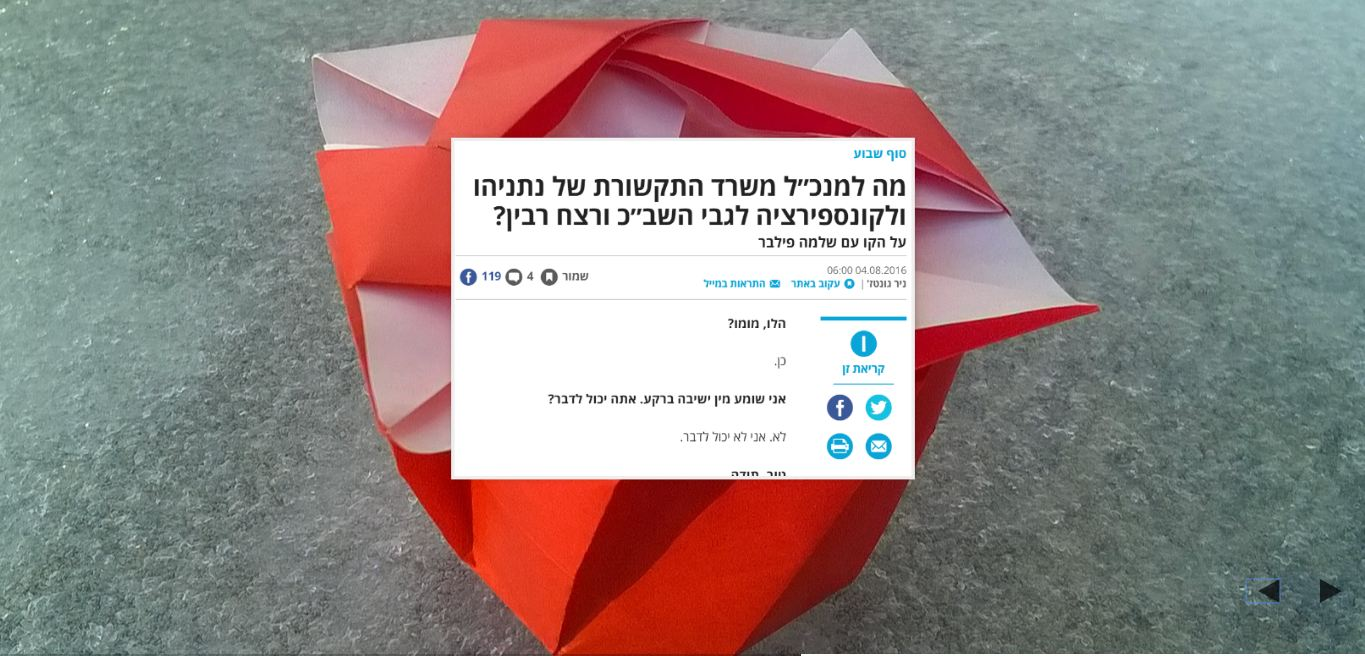 סוף שבוע
מה למנכ״ל משרד התקשורת של נתניהו
ולקונספירציה לגבי השב״כ ורצח רבין?
על הקו עם שלמה פילבר
04.08.2016 06:00
ניר גונטז' | עקוב באתר התראות במייל
שמור 4 119
קריאת זן
הלו, מומו?
כן.
אני שומע מין ישיבה ברקע. אתה יכול לדבר?
לא. אני לא יכול לדבר.
טוב, תודה